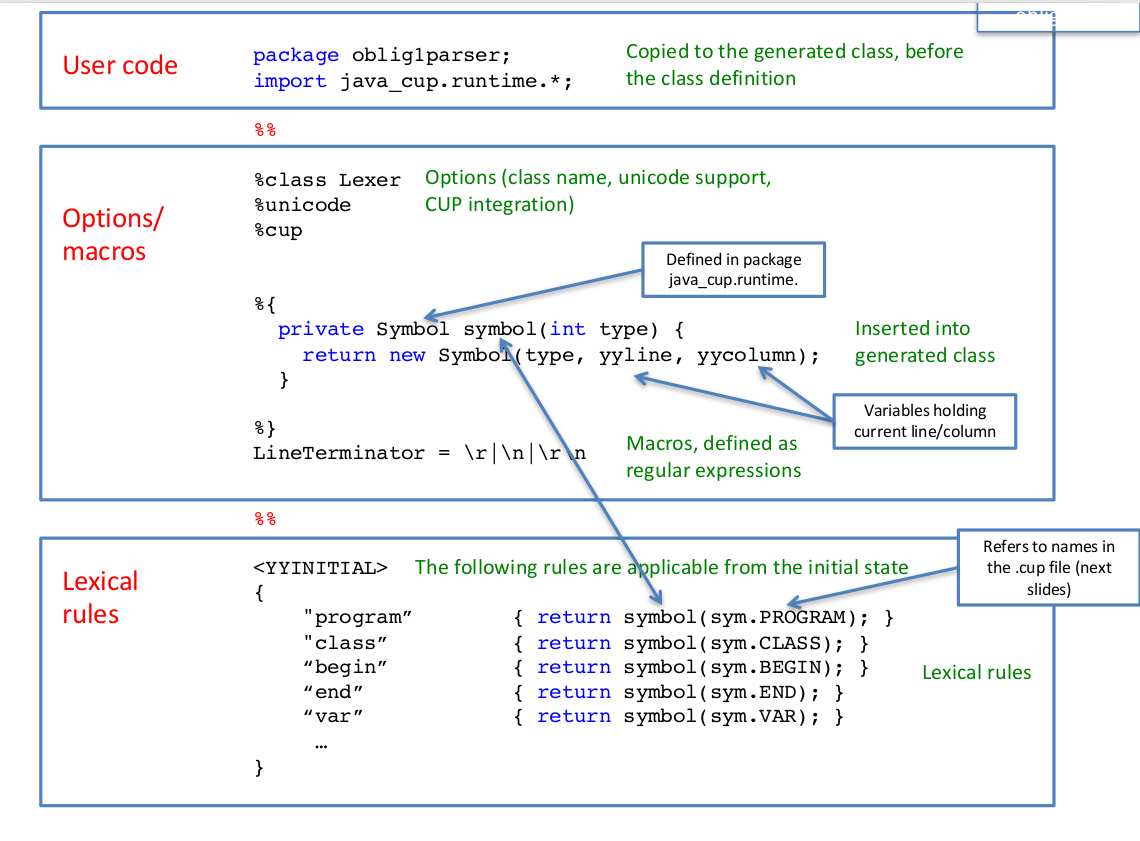 User code
package oblig1parser;
import java_cup.runtime.*;
Copied to the generated class, before
the class definition
%%
Options/
macros
%class Lexer
%unicode
%cup
Options (class name, unicode support,
CUP integration)
Defined in package
java_cup.runtime.
%{
private Symbol symbol(int type) {
return new Symbol(type, yyline, yycolumn);
}
Inserted into
generated class
Variables holding
current line/column
%}
LineTerminator = \r|\n|\r\n
Macros, defined as
regular expressions
%%
Lexical
rules
<YYINITIAL> The following rules are applicable from the initial state
{
Refers to names in
the .cup file (next
slides)
"program” { return symbol(sym.PROGRAM); }
"class” { return symbol(sym.CLASS); }
“begin” { return symbol(sym.BEGIN); }
“end” { return symbol(sym.END); }
“var” { return symbol(sym.VAR); }
…
}
Lexical rules